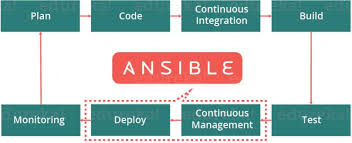 Plan
Code
Continuous
Integration
Build
ANSIBLE
Monitoring
Deploy
Continuous
Management
Test